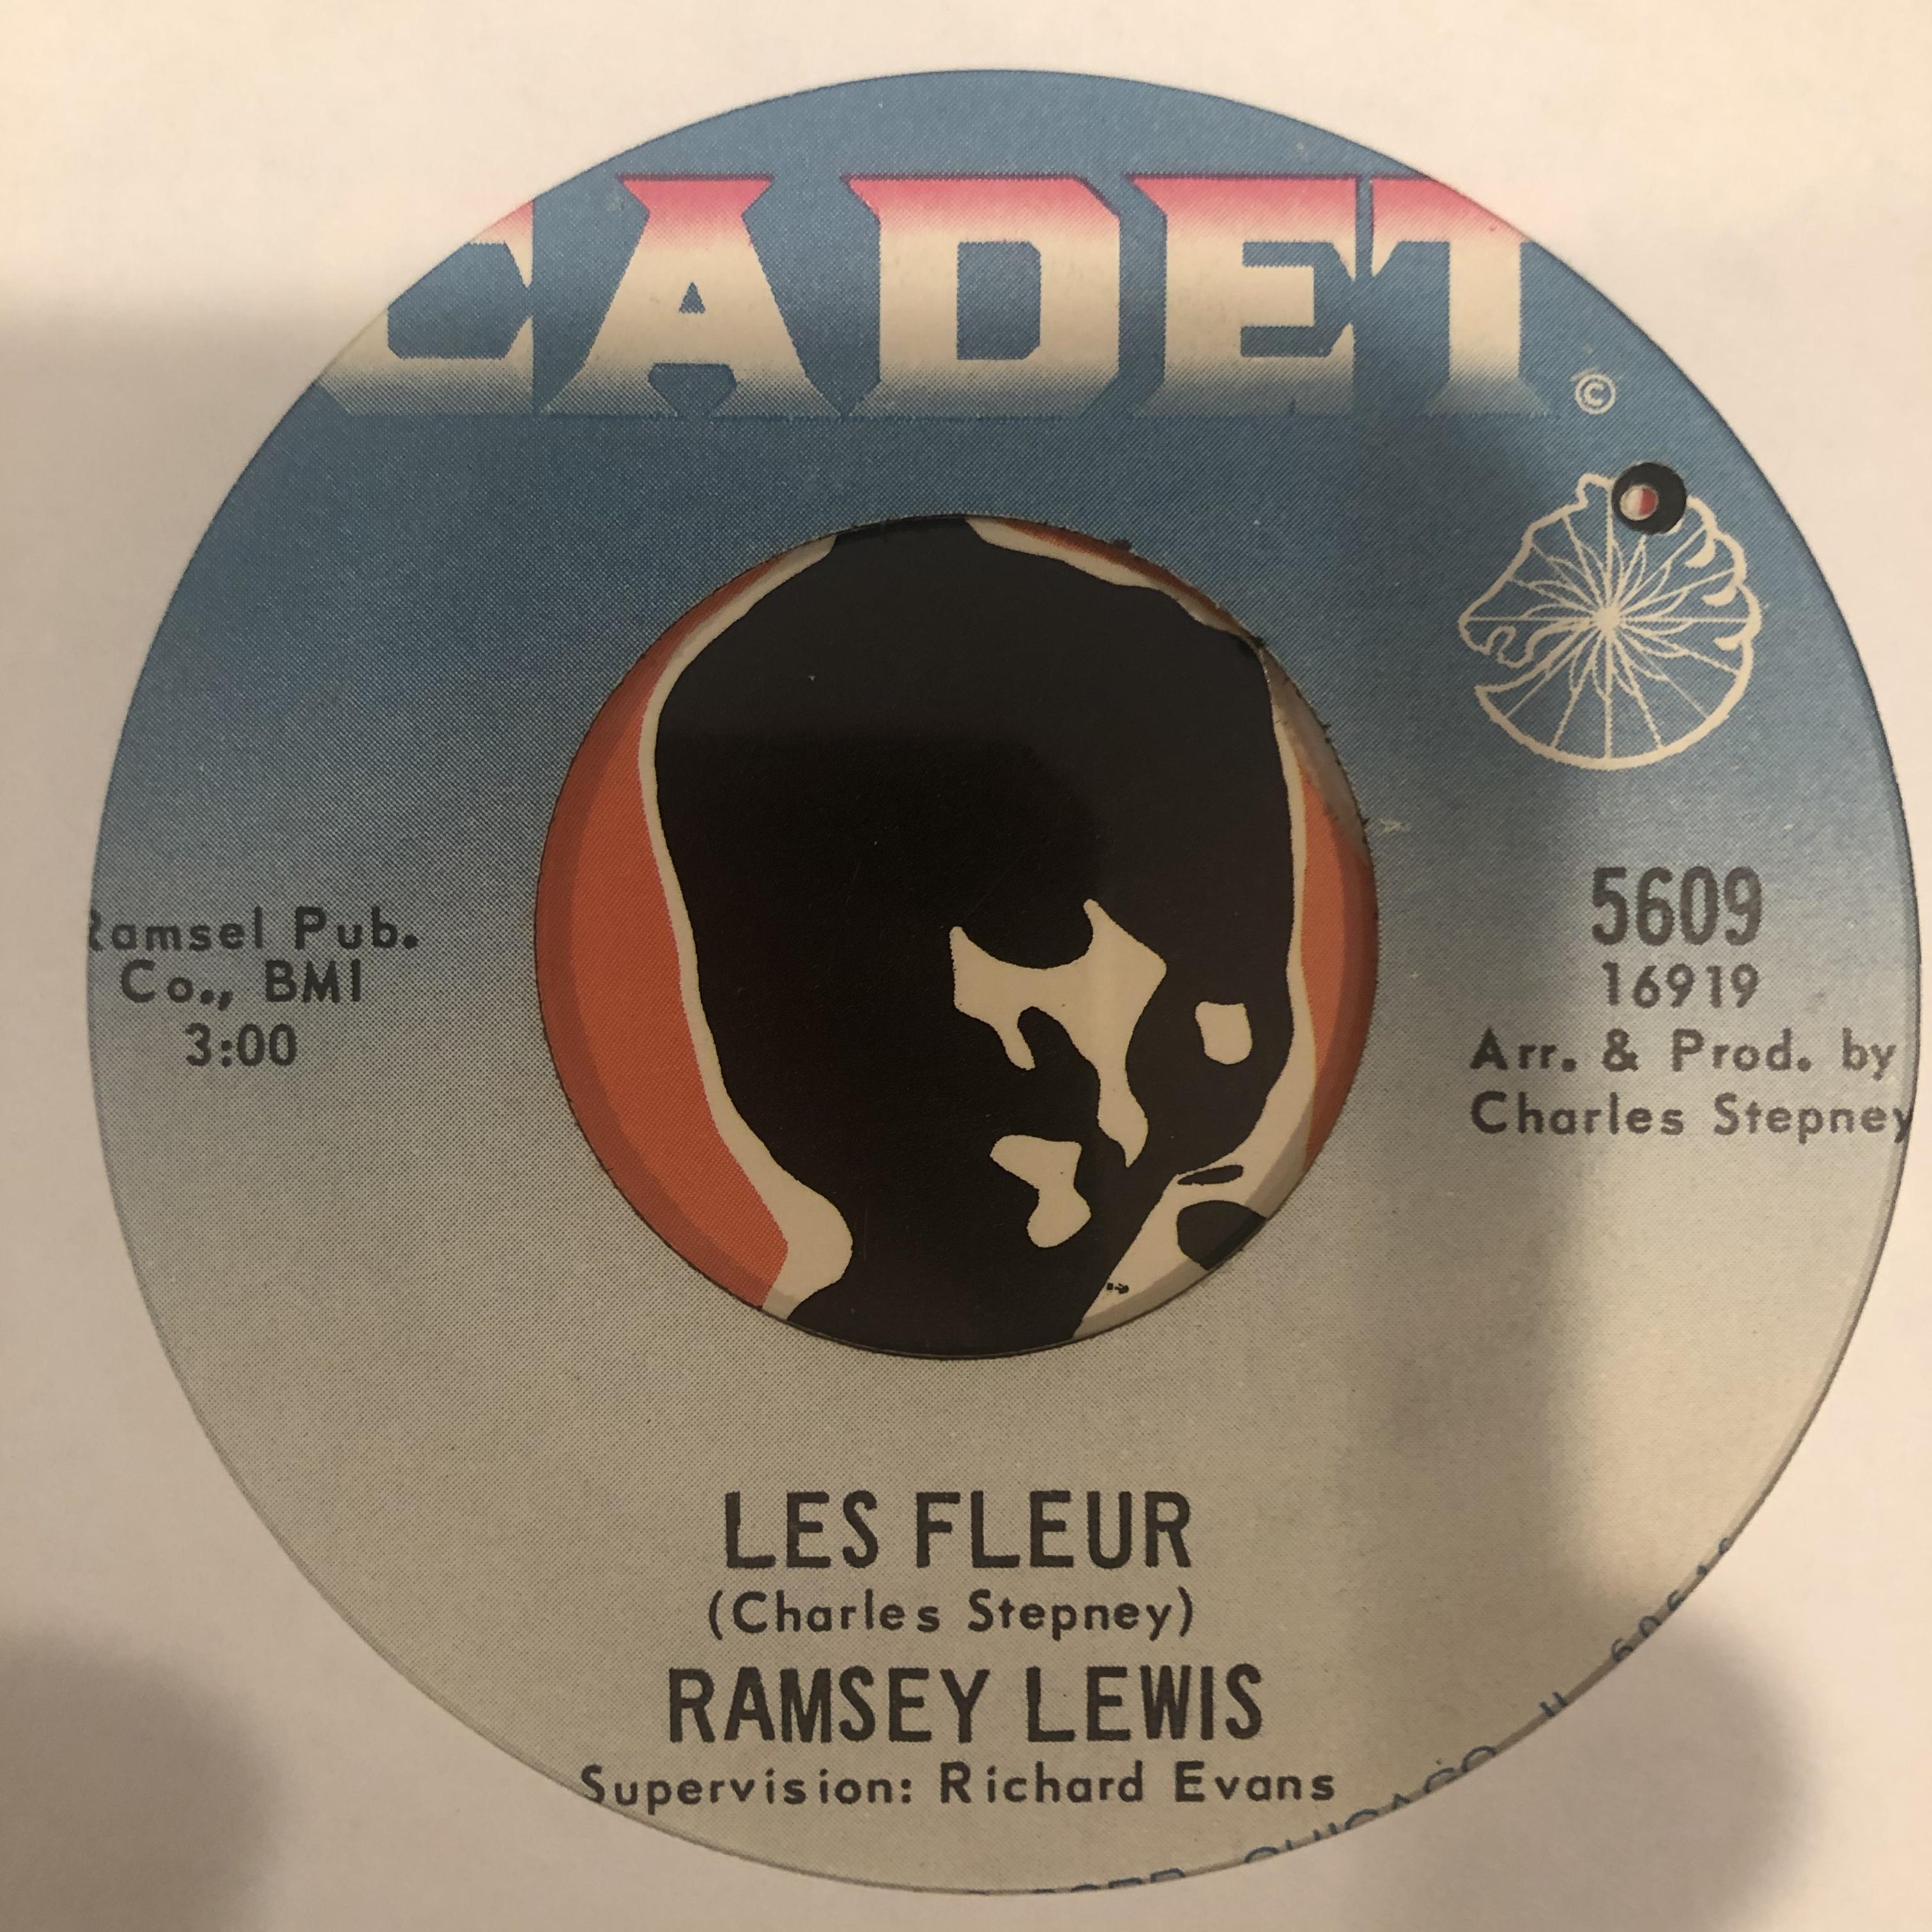 CADET
©
Ramsel Pub.
Co., BMI
3:00
5609
16919
Arr. & Prod. by
Charles Stepney
LES FLEUR
(Charles Stepney)
RAMSEY LEWIS
Supervision: Richard Evans
CHICAGO